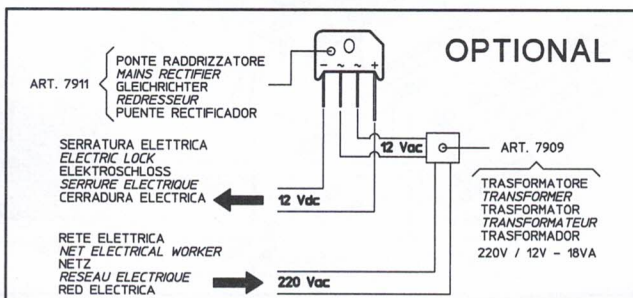 OPTIONAL
PONTE RADDRIZZATORE
MAINS RECTIFIER
ART. 7911
GLEICHRICHTER
REDRESSEUR
PUENTE RECTIFICADOR
- ~ ~ +
12 Vac
ART. 7909
SERRATURA ELETTRICA
ELECTRIC LOCK
ELEKTROSCHLOSS
SERRURE ELECTRIQUE
CERRADURA ELECTRICA
12 Vdc
TRASFORMATORE
TRANSFORMER
TRASFORMATOR
TRANSFORMATEUR
TRASFORMADOR
220V / 12V - 18VA
RETE ELETTRICA
NET ELECTRICAL WORKER
NETZ
RESEAU ELECTRIQUE
RED ELECTRICA
220 Vac